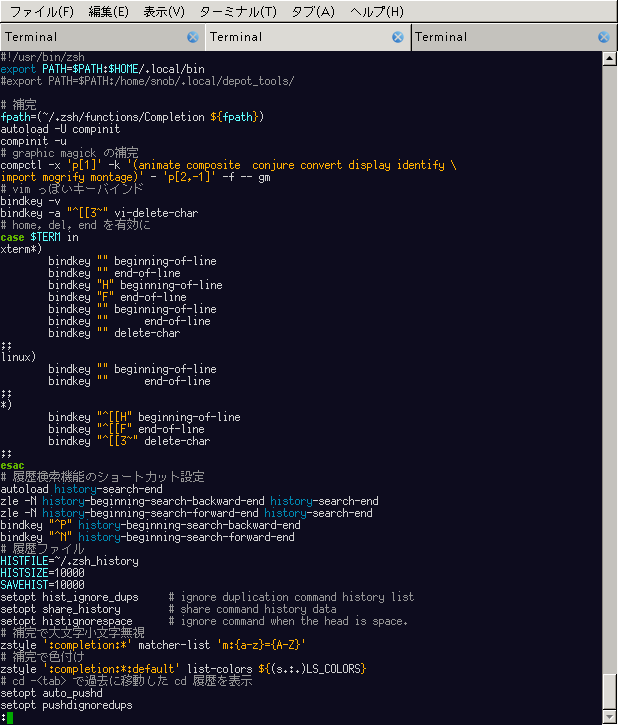 ファイル(F) 編集(E) 表示(V) ターミナル(T) タブ(A) ヘルプ(H)
Terminal Terminal Terminal
#!/usr/bin/zsh
export PATH=$PATH:$HOME/.local/bin
#export PATH=$PATH:/home/snob/.local/depot_tools/

# 補完
fpath=(~/.zsh/functions/Completion ${fpath})
autoload -U compinit
compinit -u
# graphic magick の補完
compctl -x 'p[1]' -k '(animate composite  conjure convert display identify \
import mogrify montage)' - 'p[2,-1]' -f -- gm
# vim っぽいキーバインド
bindkey -v
bindkey -a "^[[3~" vi-delete-char
# home, del, end を有効に
case $TERM in
xterm*)
        bindkey "" beginning-of-line
        bindkey "" end-of-line
        bindkey "H" beginning-of-line
        bindkey "F" end-of-line
        bindkey "" beginning-of-line
        bindkey ""      end-of-line
        bindkey "" delete-char
;;
linux)
        bindkey "" beginning-of-line
        bindkey ""      end-of-line
;;
*)
        bindkey "^[[H" beginning-of-line
        bindkey "^[[F" end-of-line
        bindkey "^[[3~" delete-char
;;
esac
# 履歴検索機能のショートカット設定
autoload history-search-end
zle -N history-beginning-search-backward-end history-search-end
zle -N history-beginning-search-forward-end history-search-end
bindkey "^P" history-beginning-search-backward-end
bindkey "^N" history-beginning-search-forward-end
# 履歴ファイル
HISTFILE=~/.zsh_history
HISTSIZE=10000
SAVEHIST=10000
setopt hist_ignore_dups     # ignore duplication command history list
setopt share_history        # share command history data
setopt histignorespace      # ignore command when the head is space.
# 補完で大文字小文字無視
zstyle ':completion:*' matcher-list 'm:{a-z}={A-Z}'
# 補完で色付け
zstyle ':completion:*:default' list-colors ${(s.:.)LS_COLORS}
# cd -<tab> で過去に移動した cd 履歴を表示
setopt auto_pushd
setopt pushdignoredups
: